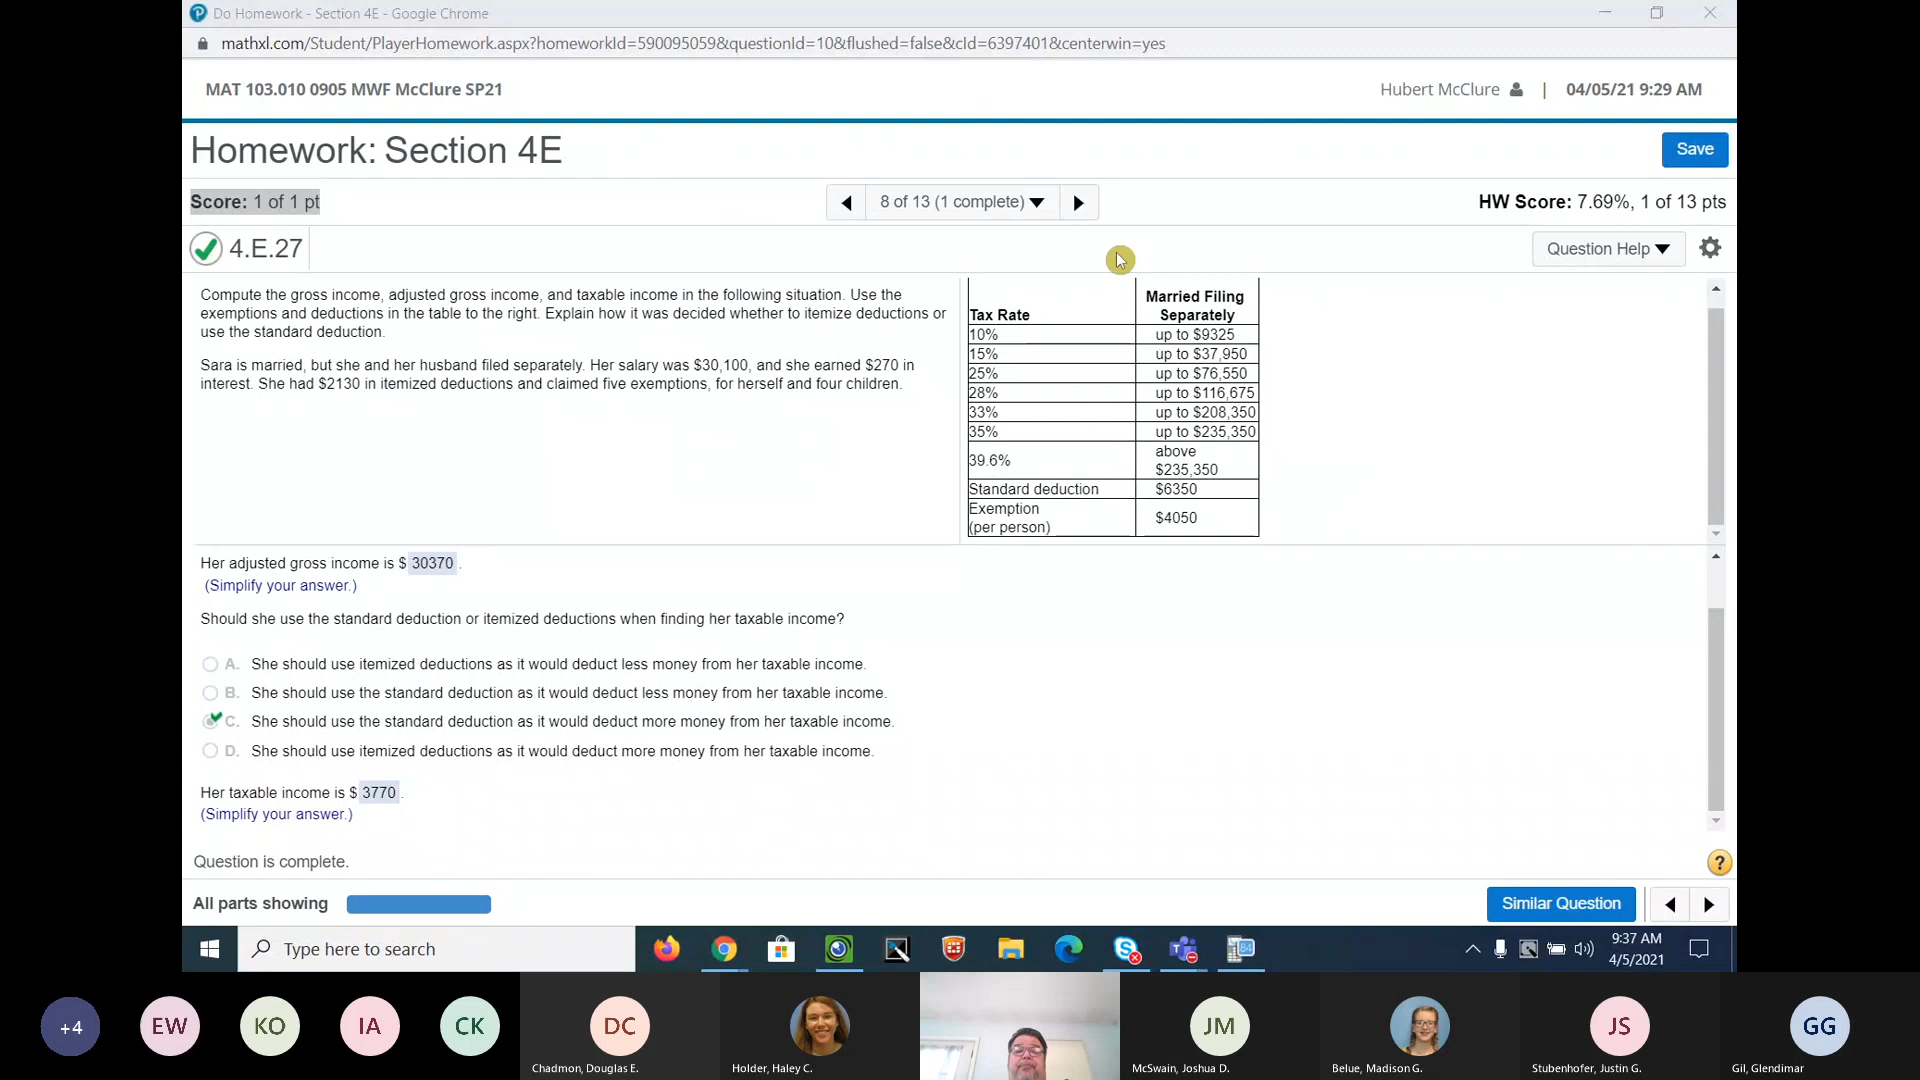 Do Homework - Section 4E - Google Chrome
mathxl.com/Student/PlayerHomework.aspx?homeworkId=590095059&questionId=10&flushed=false&cId=6397401&centerwin=yes
MAT 103.010 0905 MWF McClure SP21
Hubert McClure | 04/05/21 9:29 AM
Homework: Section 4E
Save
Score: 1 of 1 pt
8 of 13 (1 complete)
HW Score: 7.69%, 1 of 13 pts
4.E.27
Question Help
Compute the gross income, adjusted gross income, and taxable income in the following situation. Use the
exemptions and deductions in the table to the right. Explain how it was decided whether to itemize deductions or
use the standard deduction.
Sara is married, but she and her husband filed separately. Her salary was $30,100, and she earned $270 in
interest. She had $2130 in itemized deductions and claimed five exemptions, for herself and four children.
Married Filing
Tax Rate Separately
10% up to $9325
15% up to $37,950
25% up to $76,550
28% up to $116,675
33% up to $208,350
35% up to $235,350
above
39.6%
$235,350
Standard deduction $6350
Exemption
$4050
(per person)
Her adjusted gross income is $ 30370.
(Simplify your answer.)
Should she use the standard deduction or itemized deductions when finding her taxable income?
A. She should use itemized deductions as it would deduct less money from her taxable income.
B. She should use the standard deduction as it would deduct less money from her taxable income.
C. She should use the standard deduction as it would deduct more money from her taxable income.
D. She should use itemized deductions as it would deduct more money from her taxable income.
Her taxable income is $ 3770.
(Simplify your answer.)
Question is complete.
?
All parts showing
Similar Question
Type here to search
9:37 AM
4/5/2021
+4
EW
KO
IA
CK
DC
JM
JS
GG
Chadmon, Douglas E.
Holder, Haley C.
McSwain, Joshua D.
Belue, Madison G.
Stubenhofer, Justin G.
Gil, Glendimar